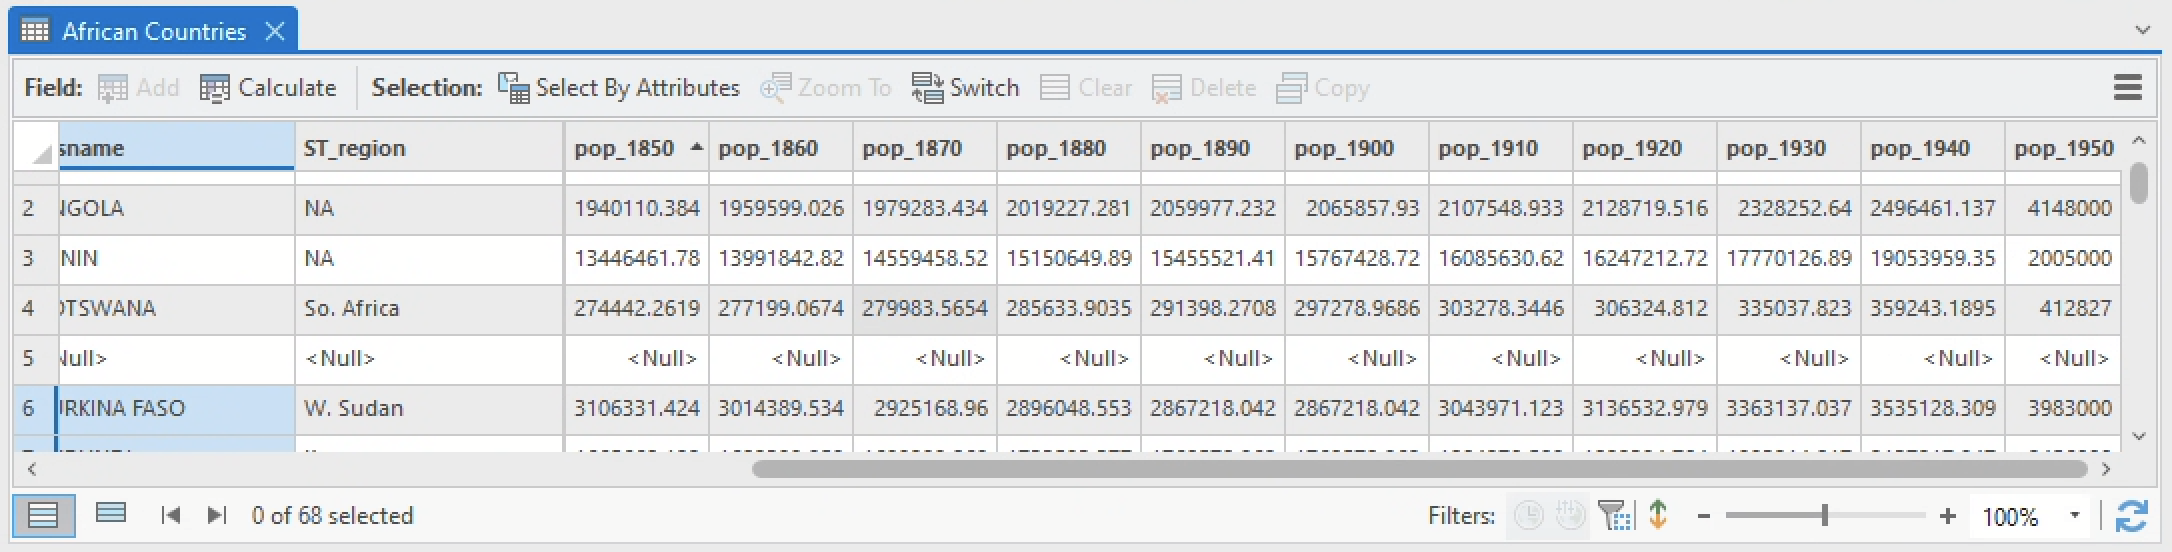 African Countries
Field: Add Calculate Selection: Select By Attributes Zoom To Switch Clear Delete Copy
sname ST_region pop_1850 pop_1860 pop_1870 pop_1880 pop_1890 pop_1900 pop_1910 pop_1920 pop_1930 pop_1940 pop_1950
2 NGOLA NA 1940110.384 1959599.026 1979283.434 2019227.281 2059977.232 2065857.93 2107548.933 2128719.516 2328252.64 2496461.137 4148000
3 NIN NA 13446461.78 13991842.82 14559458.52 15150649.89 15455521.41 15767428.72 16085630.62 16247212.72 17770126.89 19053959.35 2005000
4 OTSWANA So. Africa 274442.2619 277199.0674 279983.5654 285633.9035 291398.2708 297278.9686 303278.3446 306324.812 335037.823 359243.1895 412827
5 Null> <Null> <Null> <Null> <Null> <Null> <Null> <Null> <Null> <Null> <Null> <Null> <Null>
6 URKINA FASO W. Sudan 3106331.424 3014389.534 2925168.96 2896048.553 2867218.042 2867218.042 3043971.123 3136532.979 3363137.037 3535128.309 3983000
0 of 68 selected Filters: 100%